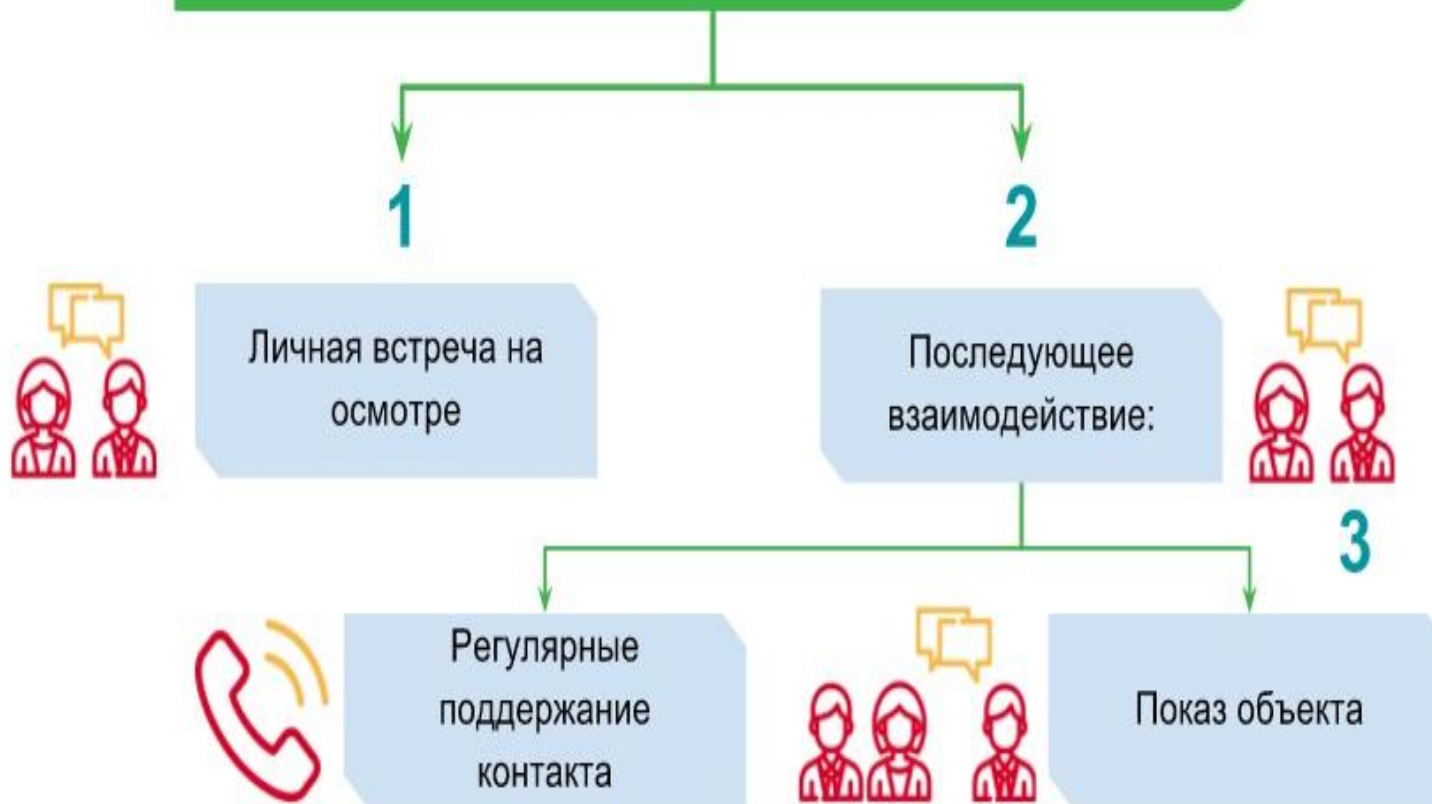 1
2
Личная встреча на
осмотре
Последующее
взаимодействие:
3
Регулярные
поддержание
контакта
Показ объекта